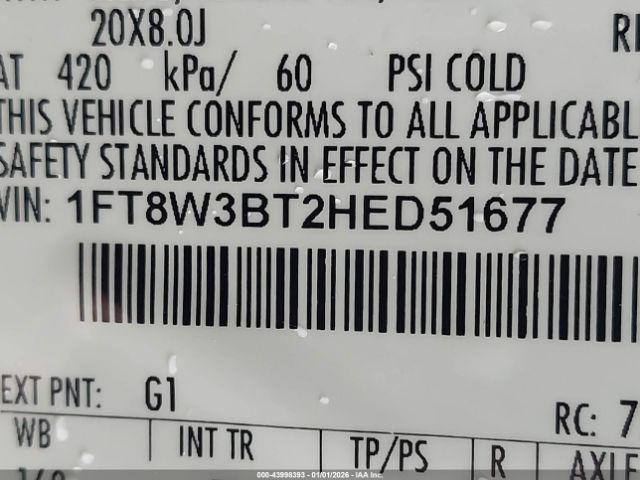 20X8.0J
AT 420 kPa/ 60 PSI COLD
THIS VEHICLE CONFORMS TO ALL APPLICABL
SAFETY STANDARDS IN EFFECT ON THE DATE
VIN: 1FT8W3BT2HED51677
EXT PNT: G1
RC: 7
WB INT TR TP/PS R AXLE
000-43998393 - 01/01/2026 - IAAI Inc.